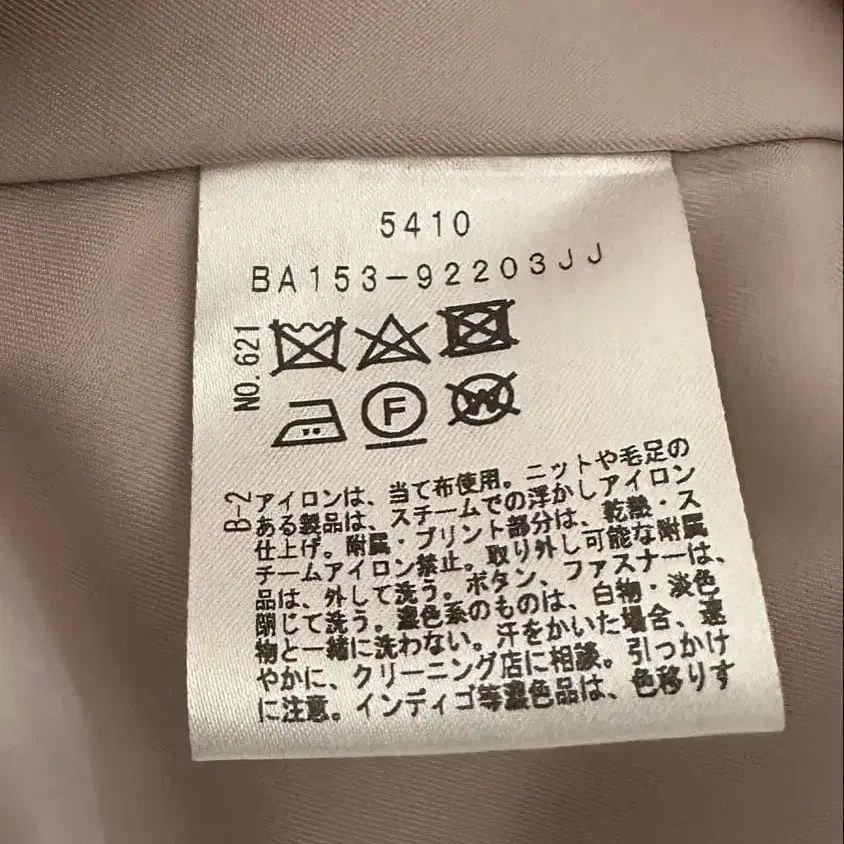 5410
BA153-92203JJ
NO.621
F
W
B-2
アイロンは、当て布使用。ニットや毛足の
ある製品は、スチームでの浮かしアイロン
仕上げ。附属・プリント部分は、乾熱・ス
チームアイロン禁止。取り外し可能な附属
品は、外して洗う。ボタン、ファスナーは、
閉じて洗う。濃色系のものは、白物・淡色
物と一緒に洗わない。汗をかいた場合、速
やかに、クリーニング店に相談。引っかけ
に注意。インディゴ等濃色品は、色移りす